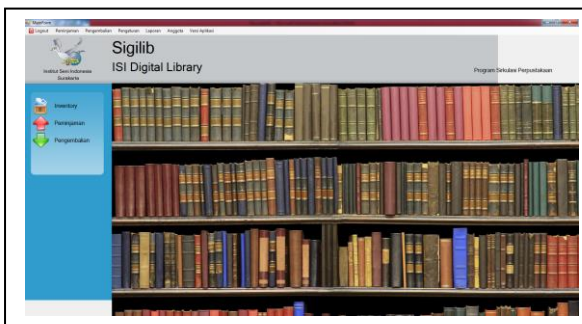 Logout Peminjaman Pengembalian Pengaturan Laporan Anggota Versi Aplikasi
Sigilib
ISI Digital Library
Institut Seni Indonesia
Surakarta
Program Sirkulasi Perpustakaan
Inventory
Peminjaman
Pengembalian